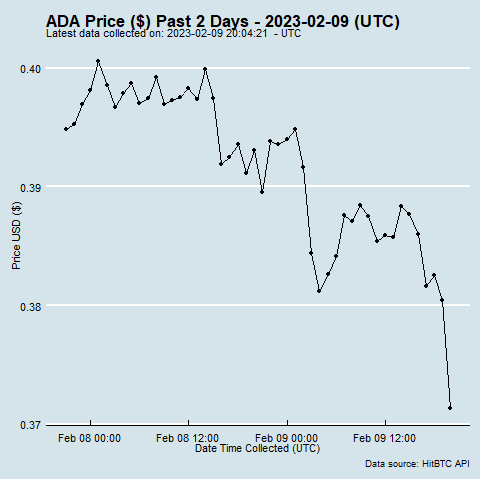 ADA Price ($) Past 2 Days - 2023-02-09 (UTC)
Latest data collected on: 2023-02-09 20:04:21 - UTC
0.40
0.39
0.38
0.37
Price USD ($)
Feb 08 00:00 Feb 08 12:00 Feb 09 00:00 Feb 09 12:00
Date Time Collected (UTC)
Data source: HitBTC API